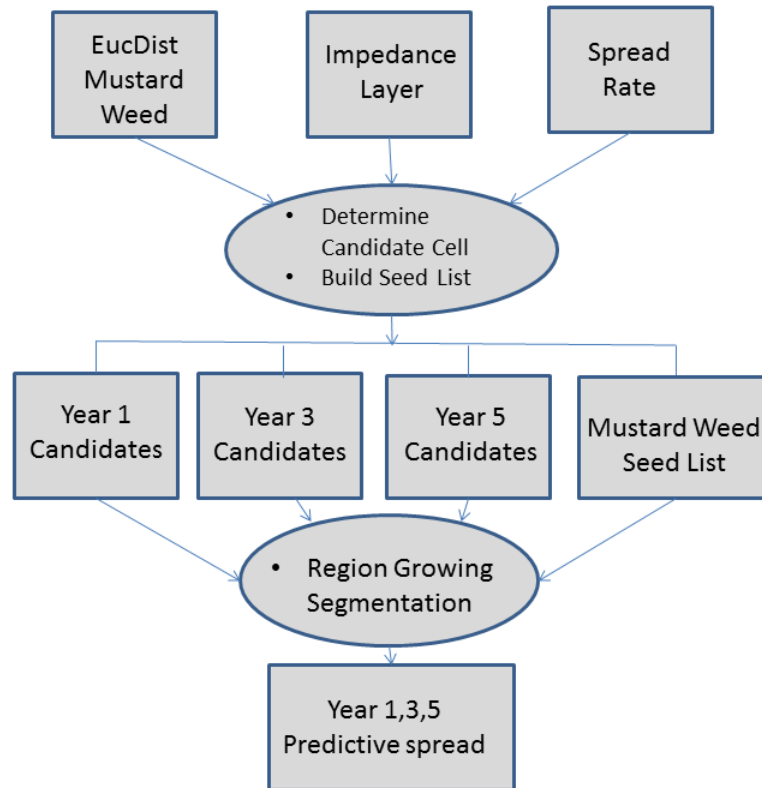 EucDist
Mustard
Weed
Impedance
Layer
Spread
Rate
• Determine
Candidate Cell
• Build Seed List
Year 1
Candidates
Year 3
Candidates
Year 5
Candidates
Mustard Weed
Seed List
• Region Growing
Segmentation
Year 1,3,5
Predictive spread